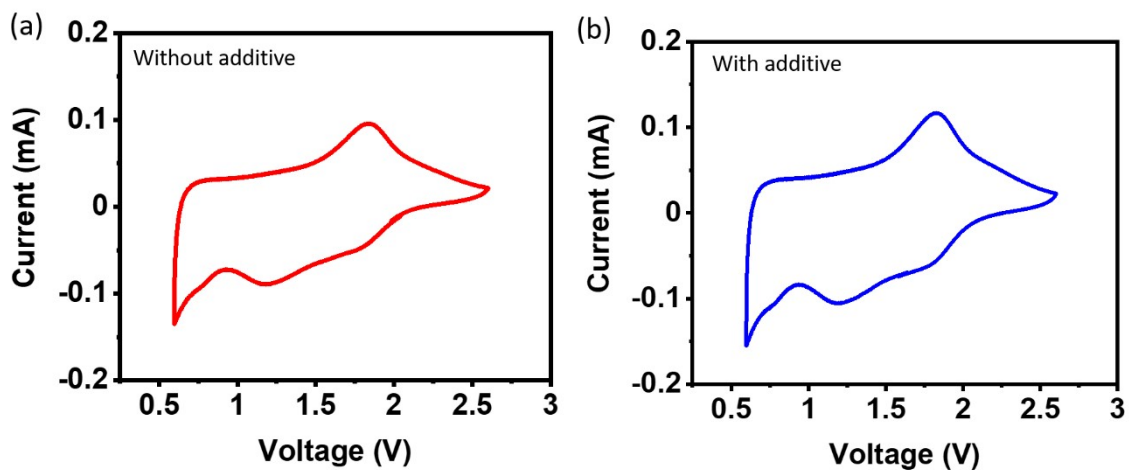 (a)
Without additive
Current (mA)
0.2
0.1
0
-0.1
-0.2
0.5 1 1.5 2 2.5 3
Voltage (V)
(b)
With additive
Current (mA)
0.2
0.1
0
-0.1
-0.2
0.5 1 1.5 2 2.5 3
Voltage (V)